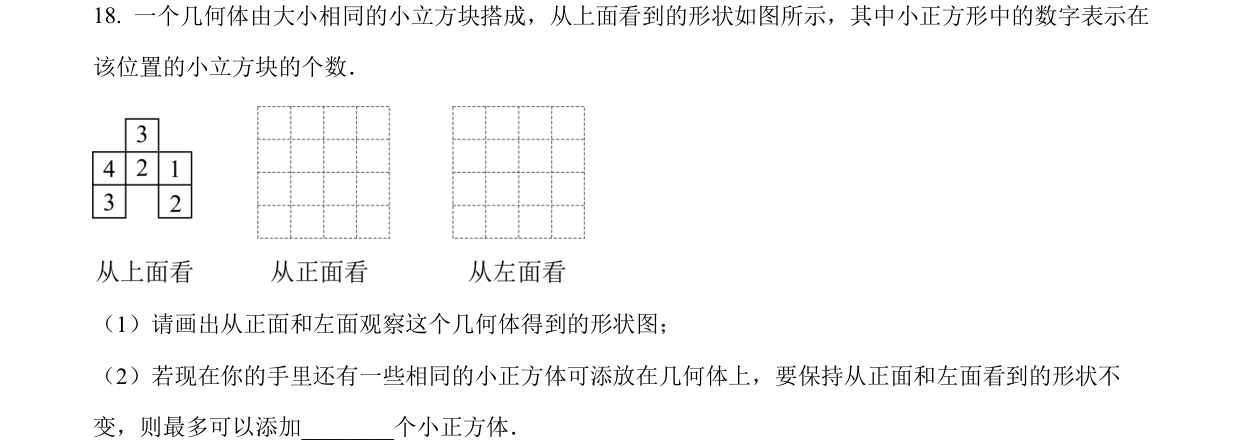 18. 一个几何体由大小相同的小立方块搭成，从上面看到的形状如图所示，其中小正方形中的数字表示在
该位置的小立方块的个数．
3
4 2 1
3 2
从上面看 从正面看 从左面看
（1）请画出从正面和左面观察这个几何体得到的形状图；
（2）若现在你的手里还有一些相同的小正方体可添放在几何体上，要保持从正面和左面看到的形状不
变，则最多可以添加________个小正方体．